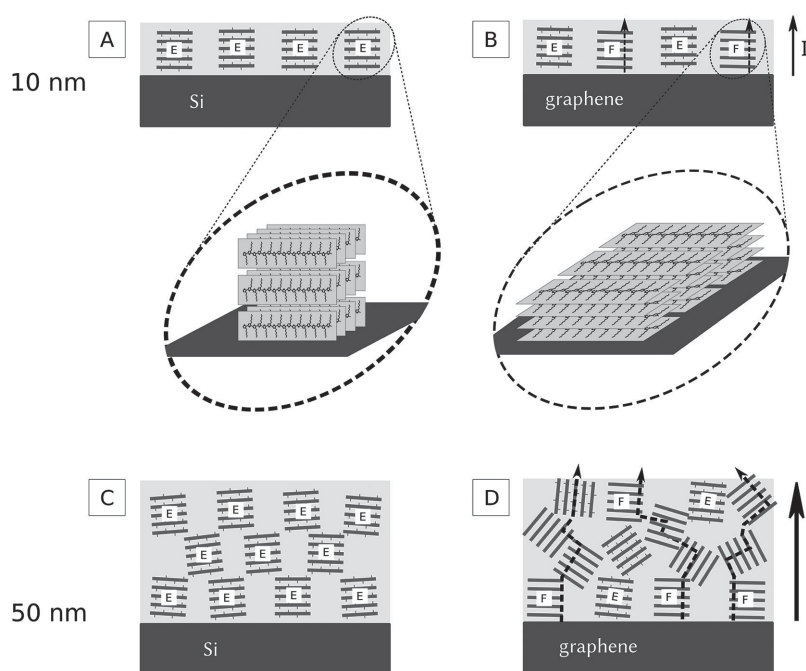 A
E E E E
10 nm
Si
B
E F E F
I
graphene
C
E E E E
E E E
E E E E
50 nm
Si
D
F E
F E F F
graphene